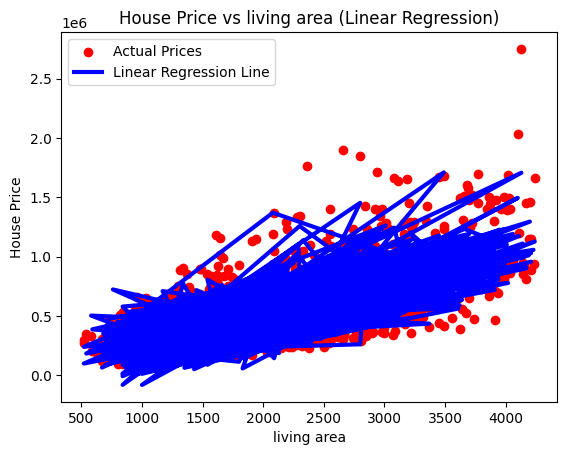 House Price vs living area (Linear Regression)
1e6
Actual Prices
Linear Regression Line
House Price
2.5
2.0
1.5
1.0
0.5
0.0
500 1000 1500 2000 2500 3000 3500 4000
living area